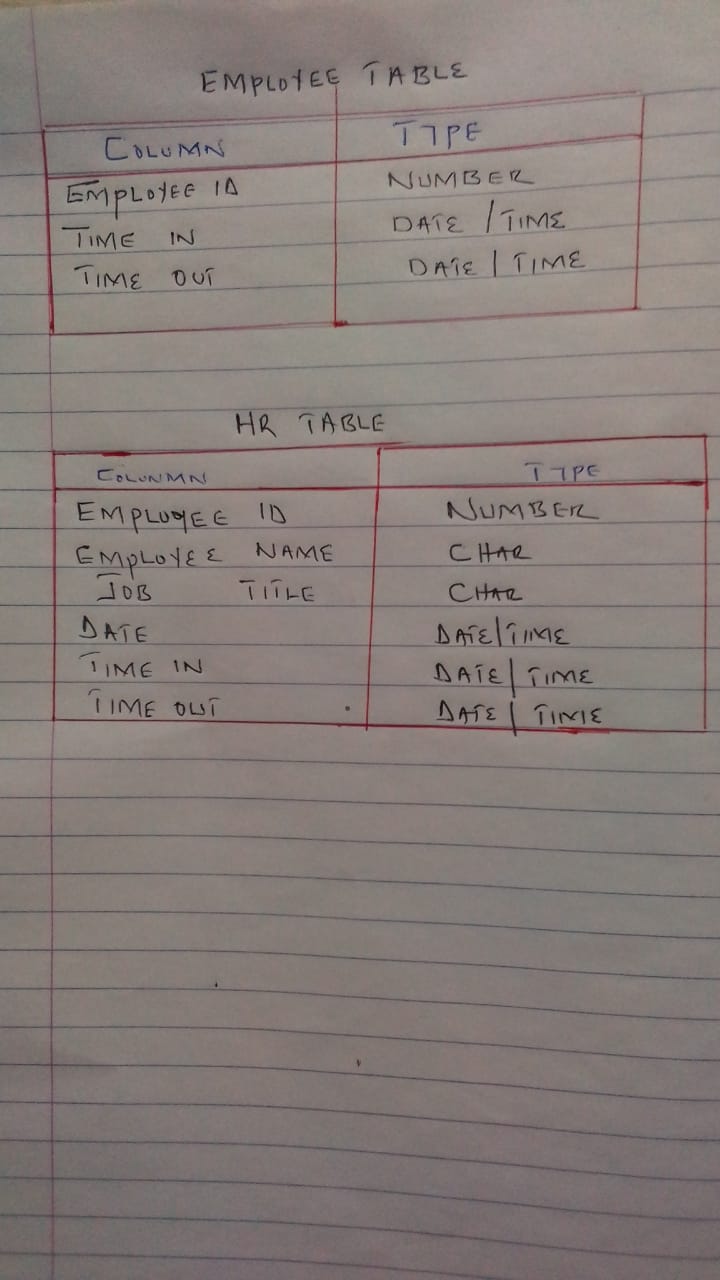 EMPLOYEE TABLE
COLUMN TYPE
EMPLOYEE ID NUMBER
TIME IN DATE / TIME
TIME OUT DATE / TIME
HR TABLE
COLUNMN TYPE
EMPLOYEE ID NUMBER
EMPLOYEE NAME CHAR
JOB TITLE CHAR
DATE DATE/TIME
TIME IN DATE / TIME
TIME OUT DATE / TIME